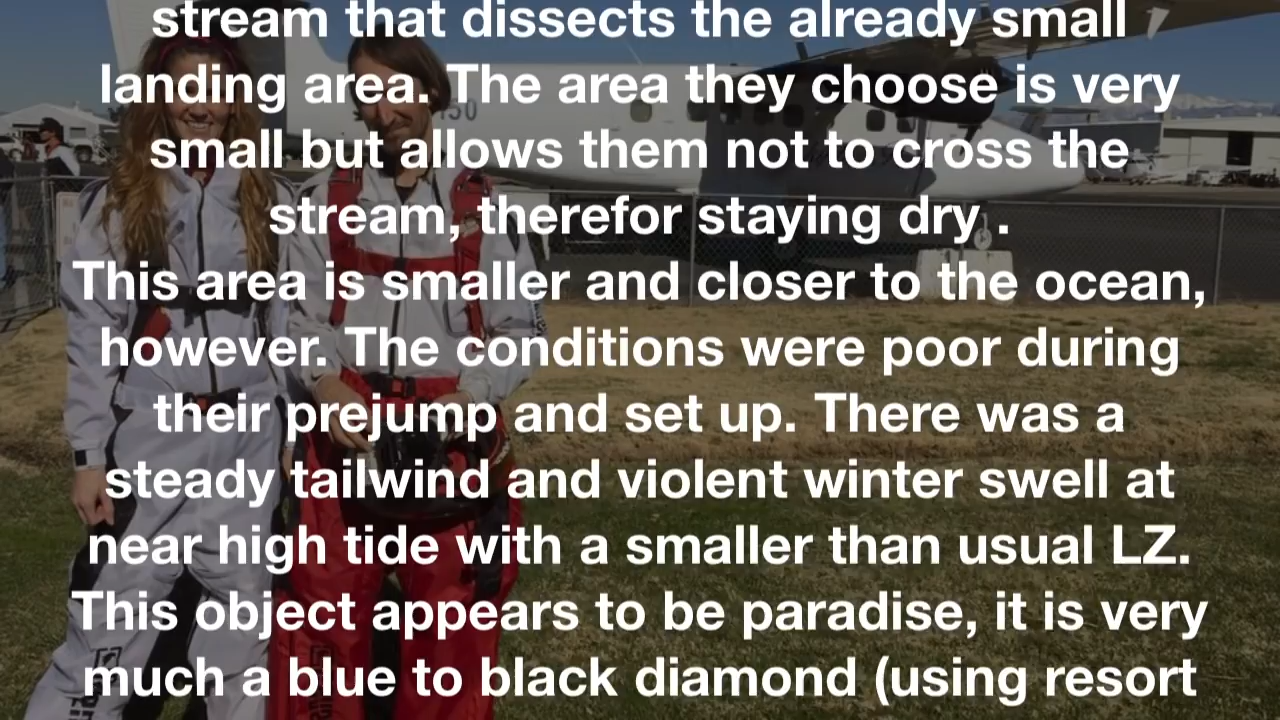 stream that dissects the already small
landing area. The area they choose is very
small but allows them not to cross the
stream, therefor staying dry .
This area is smaller and closer to the ocean,
however. The conditions were poor during
their prejump and set up. There was a
steady tailwind and violent winter swell at
near high tide with a smaller than usual LZ.
This object appears to be paradise, it is very
much a blue to black diamond (using resort